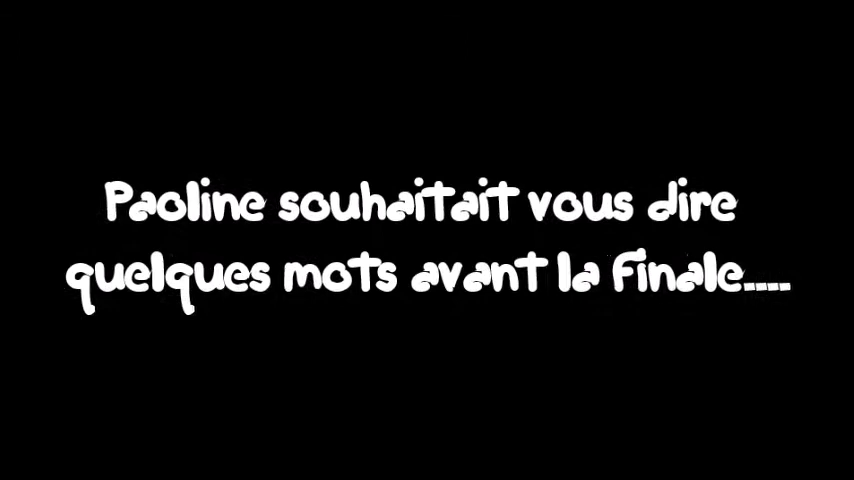 Paoline souhaitait vous dire
quelques mots avant la Finale....